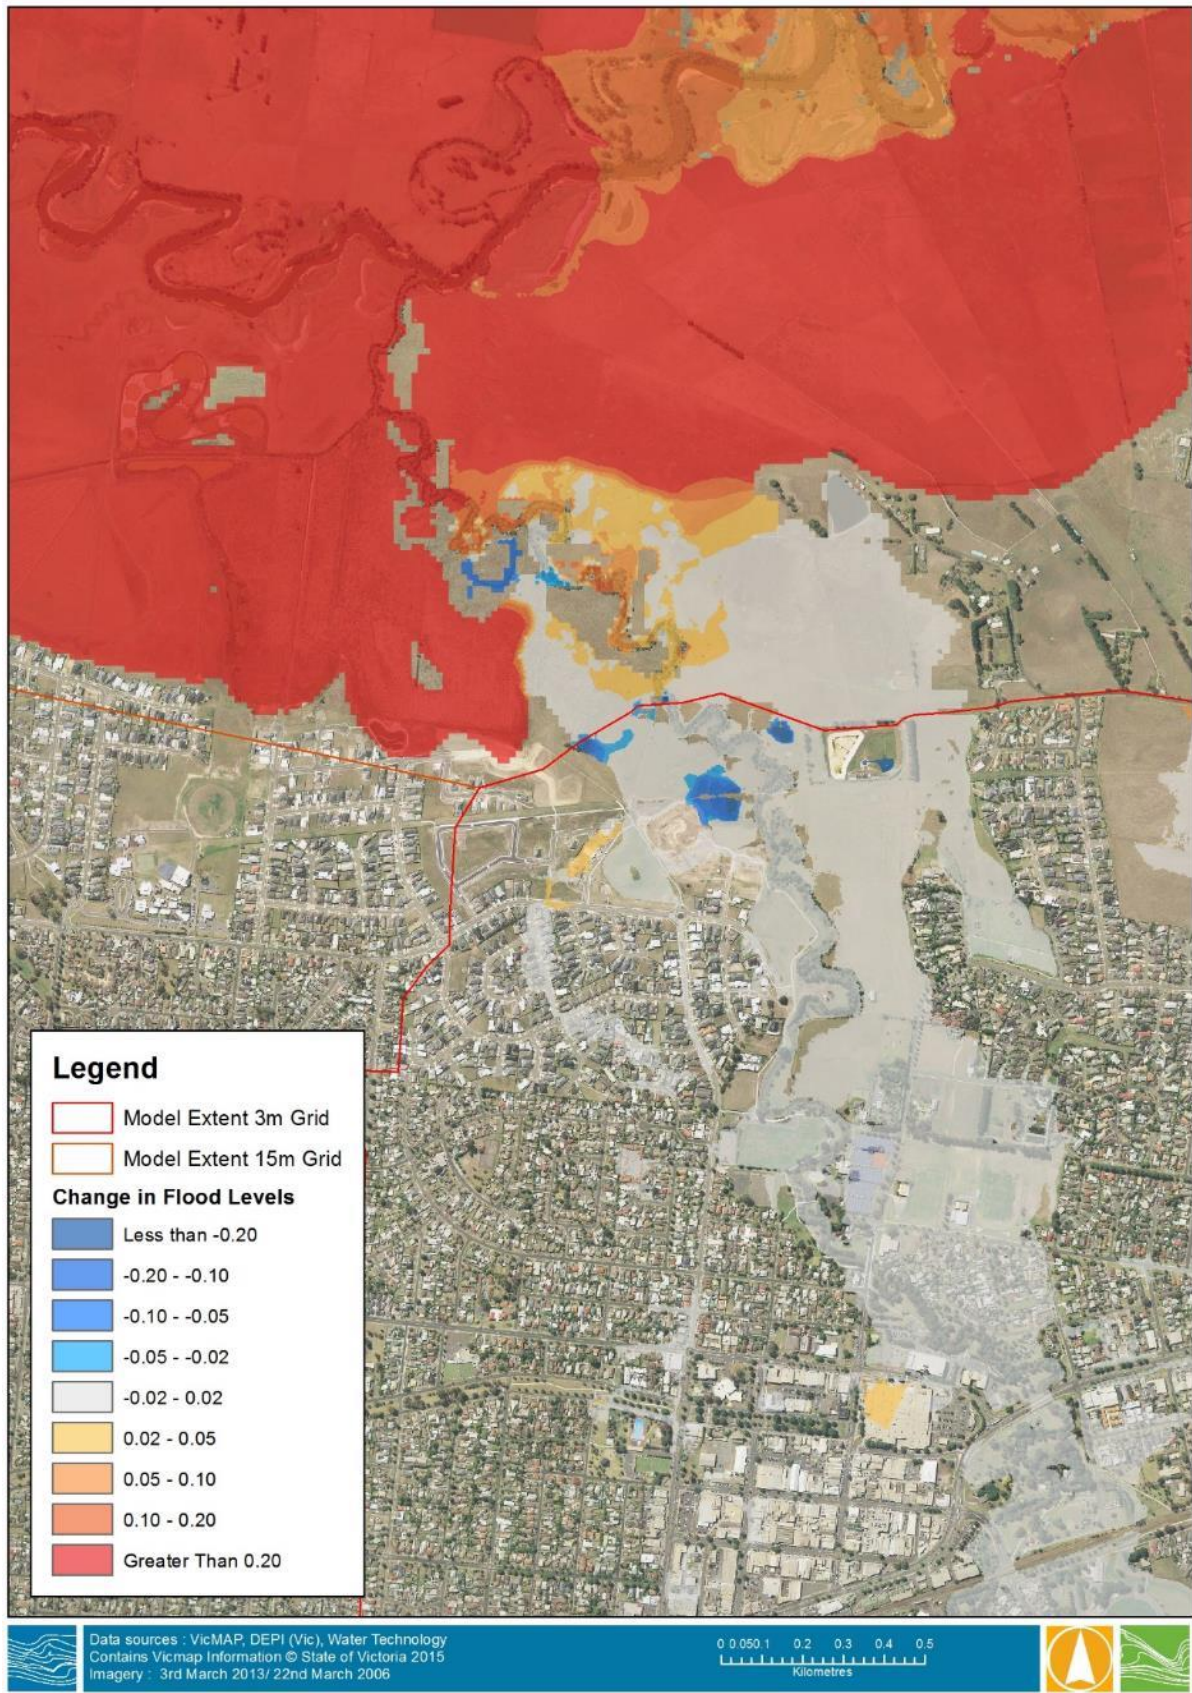 Legend
Model Extent 3m Grid
Model Extent 15m Grid
Change in Flood Levels
Less than -0.20
-0.20 - -0.10
-0.10 - -0.05
-0.05 - -0.02
-0.02 - 0.02
0.02 - 0.05
0.05 - 0.10
0.10 - 0.20
Greater Than 0.20
Data sources : VicMAP, DEPI (Vic), Water Technology
Contains Vicmap Information © State of Victoria 2015
Imagery : 3rd March 2013/ 22nd March 2006
0 0.050.1 0.2 0.3 0.4 0.5
Kilometres